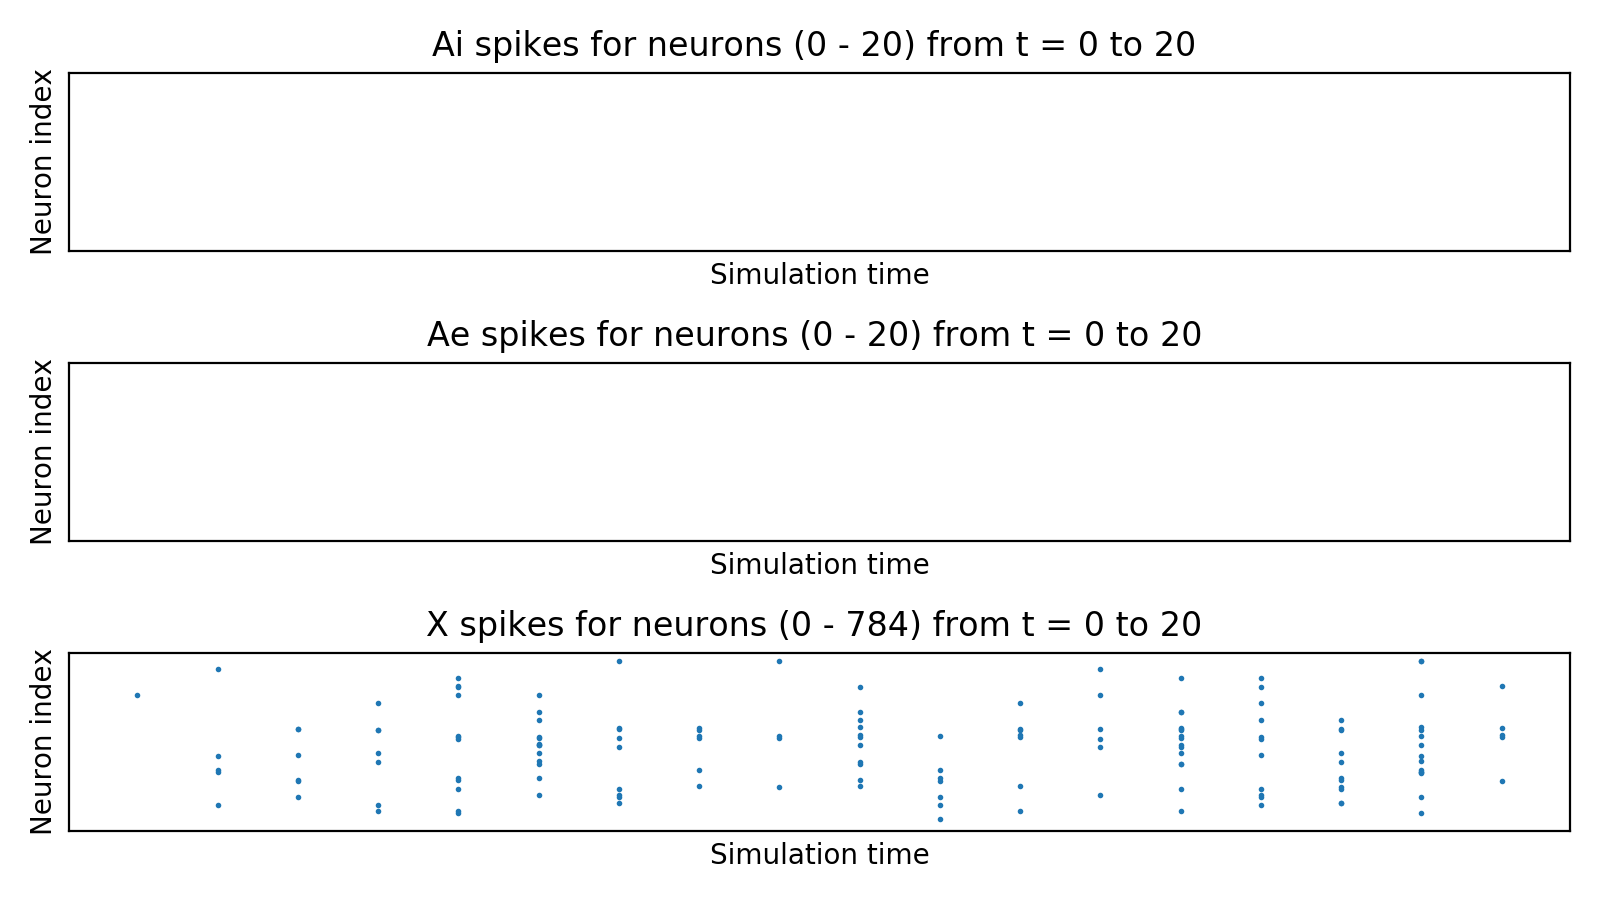 Ai spikes for neurons (0 - 20) from t = 0 to 20
Neuron index
Simulation time
Ae spikes for neurons (0 - 20) from t = 0 to 20
Neuron index
Simulation time
X spikes for neurons (0 - 784) from t = 0 to 20
Neuron index
Simulation time